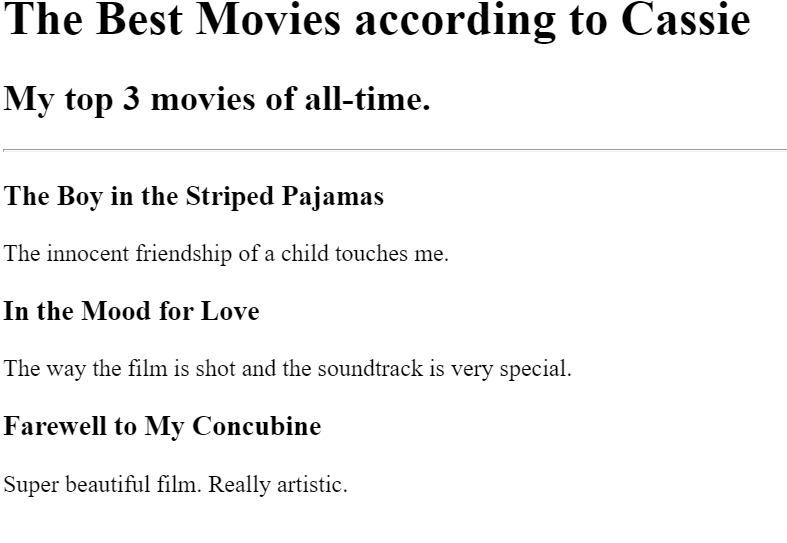 The Best Movies according to Cassie
My top 3 movies of all-time.
The Boy in the Striped Pajamas
The innocent friendship of a child touches me.
In the Mood for Love
The way the film is shot and the soundtrack is very special.
Farewell to My Concubine
Super beautiful film. Really artistic.